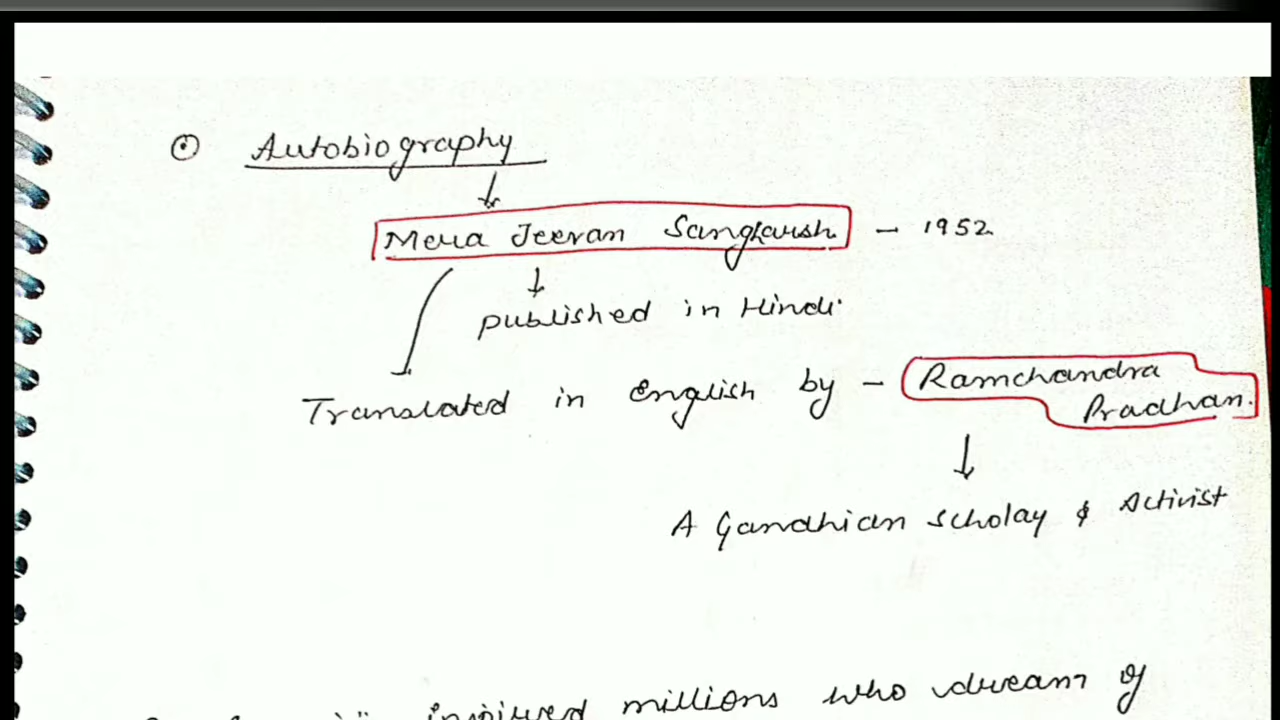 Autobiography
Mera Jeevan Sangharsh - 1952
published in Hindi.
Translated in English by - Ramchandra
Pradhan.
A Gandhian Scholar & Activist
inspired millions who dream of